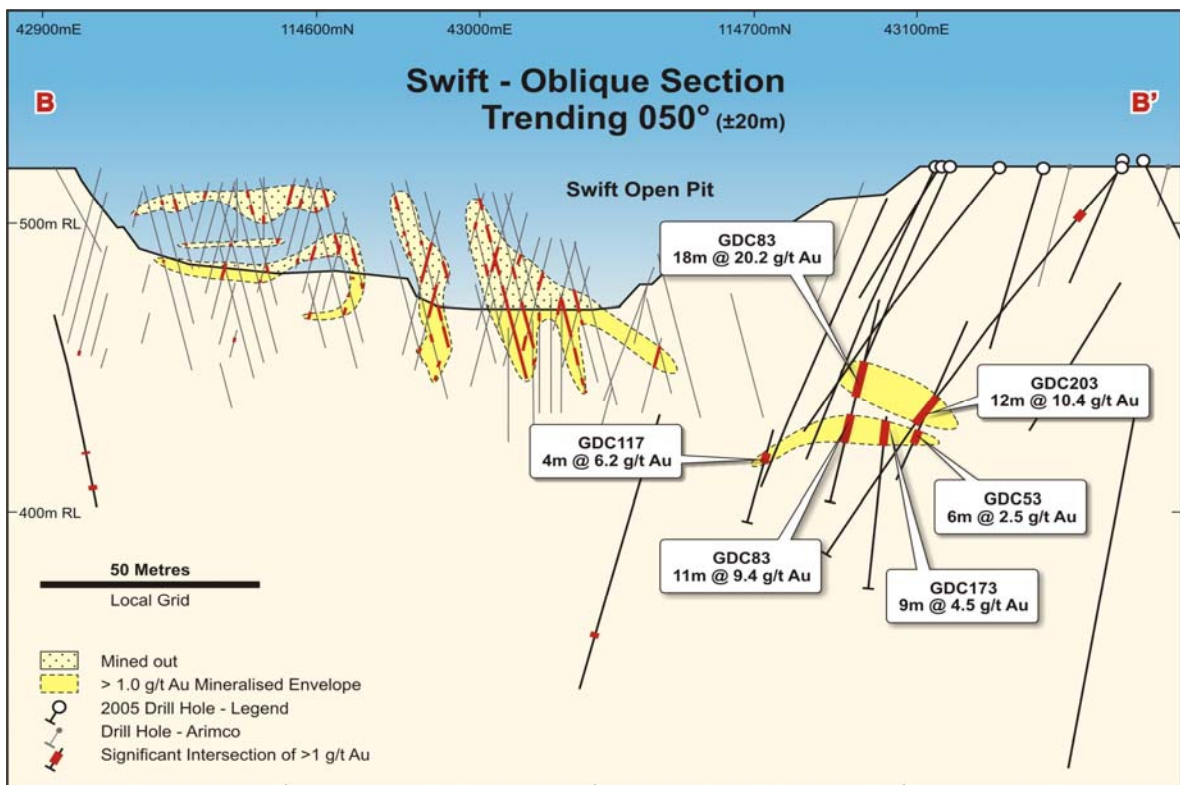 42900mE
114600mN
43000mE
114700mN
43100mE
Swift - Oblique Section
Trending 050° (±20m)
B
B'
Swift Open Pit
500m RL
GDC83
18m @ 20.2 g/t Au
GDC203
12m @ 10.4 g/t Au
GDC117
4m @ 6.2 g/t Au
GDC53
6m @ 2.5 g/t Au
400m RL
GDC83
11m @ 9.4 g/t Au
GDC173
9m @ 4.5 g/t Au
50 Metres
Local Grid
Mined out
> 1.0 g/t Au Mineralised Envelope
2005 Drill Hole - Legend
Drill Hole - Arimco
Significant Intersection of >1 g/t Au